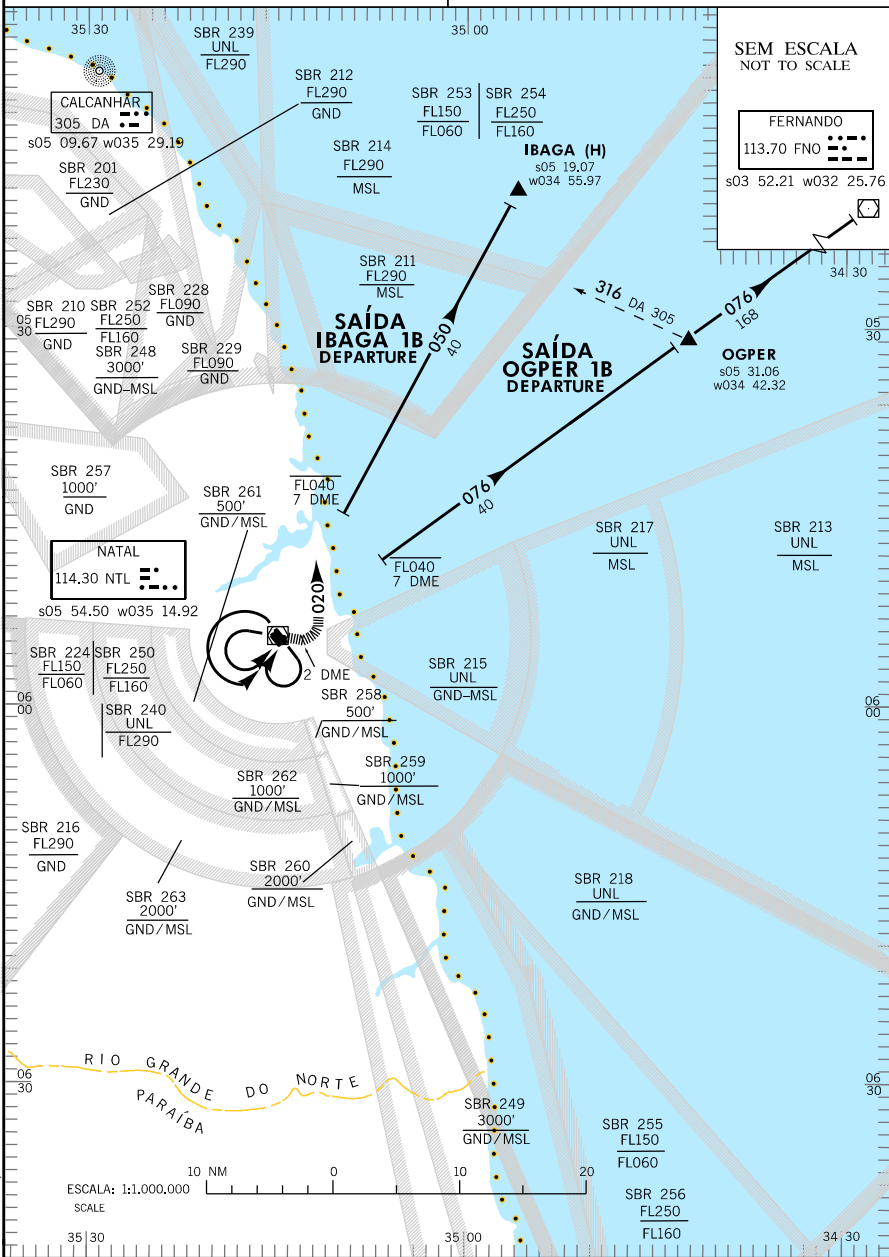 35 30
35 00
SEM ESCALA
NOT TO SCALE
FERNANDO
113.70 FNO
s03 52.21 w032 25.76
34 30
SBR 239
UNL
FL290
SBR 212
FL290
GND
SBR 253
FL150
FL060
SBR 254
FL250
FL160
CALCANHAR
305 DA
s05 09.67 w035 29.19
SBR 201
FL230
GND
SBR 214
FL290
MSL
IBAGA (H)
s05 19.07
w034 55.97
SBR 211
FL290
MSL
05
30
SBR 210
FL290
GND
SBR 252
FL250
FL160
SBR 228
FL090
GND
SBR 248
3000'
GND-MSL
SBR 229
FL090
GND
SAÍDA
IBAGA 1B
DEPARTURE
050
40
316 DA 305
076
168
05
30
OGPER
s05 31.06
w034 42.32
SAÍDA
OGPER 1B
DEPARTURE
076
40
SBR 257
1000'
GND
SBR 261
500'
GND/MSL
FL040
7 DME
FL040
7 DME
SBR 217
UNL
MSL
SBR 213
UNL
MSL
NATAL
114.30 NTL
s05 54.50 w035 14.92
020
2 DME
SBR 224
FL150
FL060
SBR 250
FL250
FL160
SBR 240
UNL
FL290
SBR 215
UNL
GND-MSL
06
00
06
00
SBR 258
500'
GND/MSL
SBR 259
1000'
GND/MSL
SBR 262
1000'
GND/MSL
SBR 216
FL290
GND
SBR 263
2000'
GND/MSL
SBR 260
2000'
GND/MSL
SBR 218
UNL
GND/MSL
06
30
06
30
RIO GRANDE DO NORTE
PARAÍBA
SBR 249
3000'
GND/MSL
SBR 255
FL150
FL060
SBR 256
FL250
FL160
10 NM 0 10 20
ESCALA: 1:1.000.000
SCALE
35 30
35 00
34 30